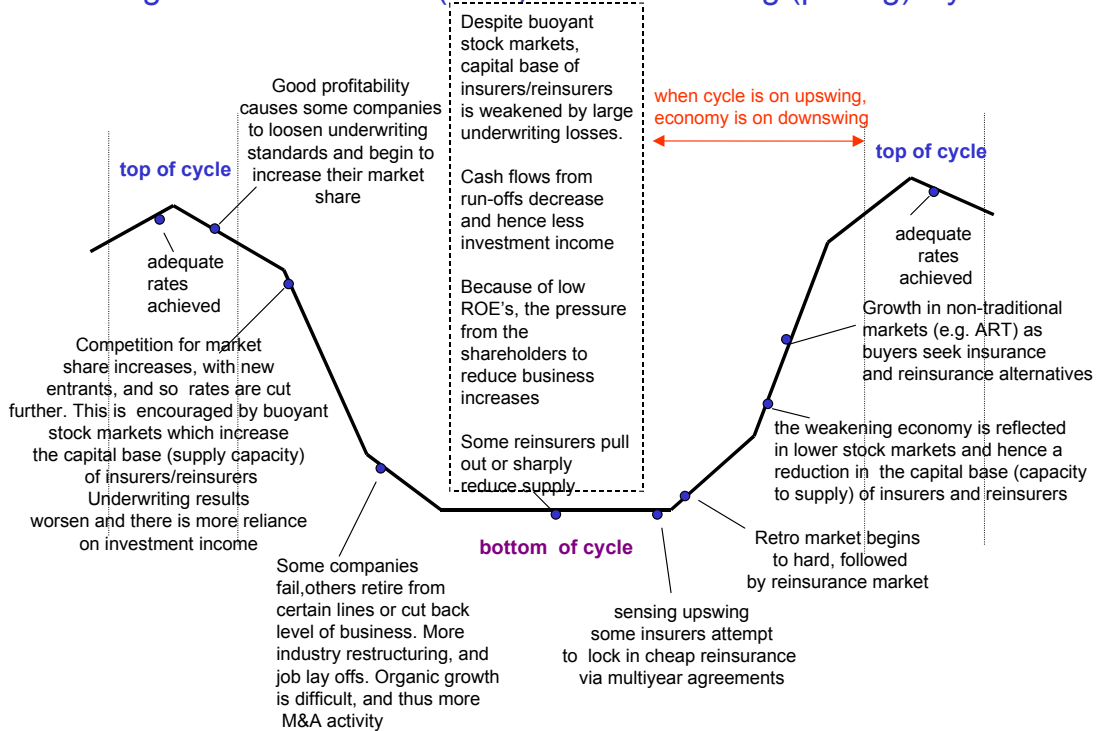 Good profitability
causes some companies
to loosen underwriting
standards and begin to
increase their market
share
top of cycle
adequate
rates
achieved
Competition for market
share increases, with new
entrants, and so rates are cut
further. This is encouraged by buoyant
stock markets which increase
the capital base (supply capacity)
of insurers/reinsurers
Underwriting results
worsen and there is more reliance
on investment income
Some companies
fail,others retire from
certain lines or cut back
level of business. More
industry restructuring, and
job lay offs. Organic growth
is difficult, and thus more
M&A activity
Despite buoyant
stock markets,
capital base of
insurers/reinsurers
is weakened by large
underwriting losses.
Cash flows from
run-offs decrease
and hence less
investment income
Because of low
ROE's, the pressure
from the
shareholders to
reduce business
increases
Some reinsurers pull
out or sharply
reduce supply
bottom of cycle
sensing upswing
some insurers attempt
to lock in cheap reinsurance
via multiyear agreements
Retro market begins
to hard, followed
by reinsurance market
the weakening economy is reflected
in lower stock markets and hence a
reduction in the capital base (capacity
to supply) of insurers and reinsurers
Growth in non-traditional
markets (e.g. ART) as
buyers seek insurance
and reinsurance alternatives
when cycle is on upswing,
economy is on downswing
top of cycle
adequate
rates
achieved